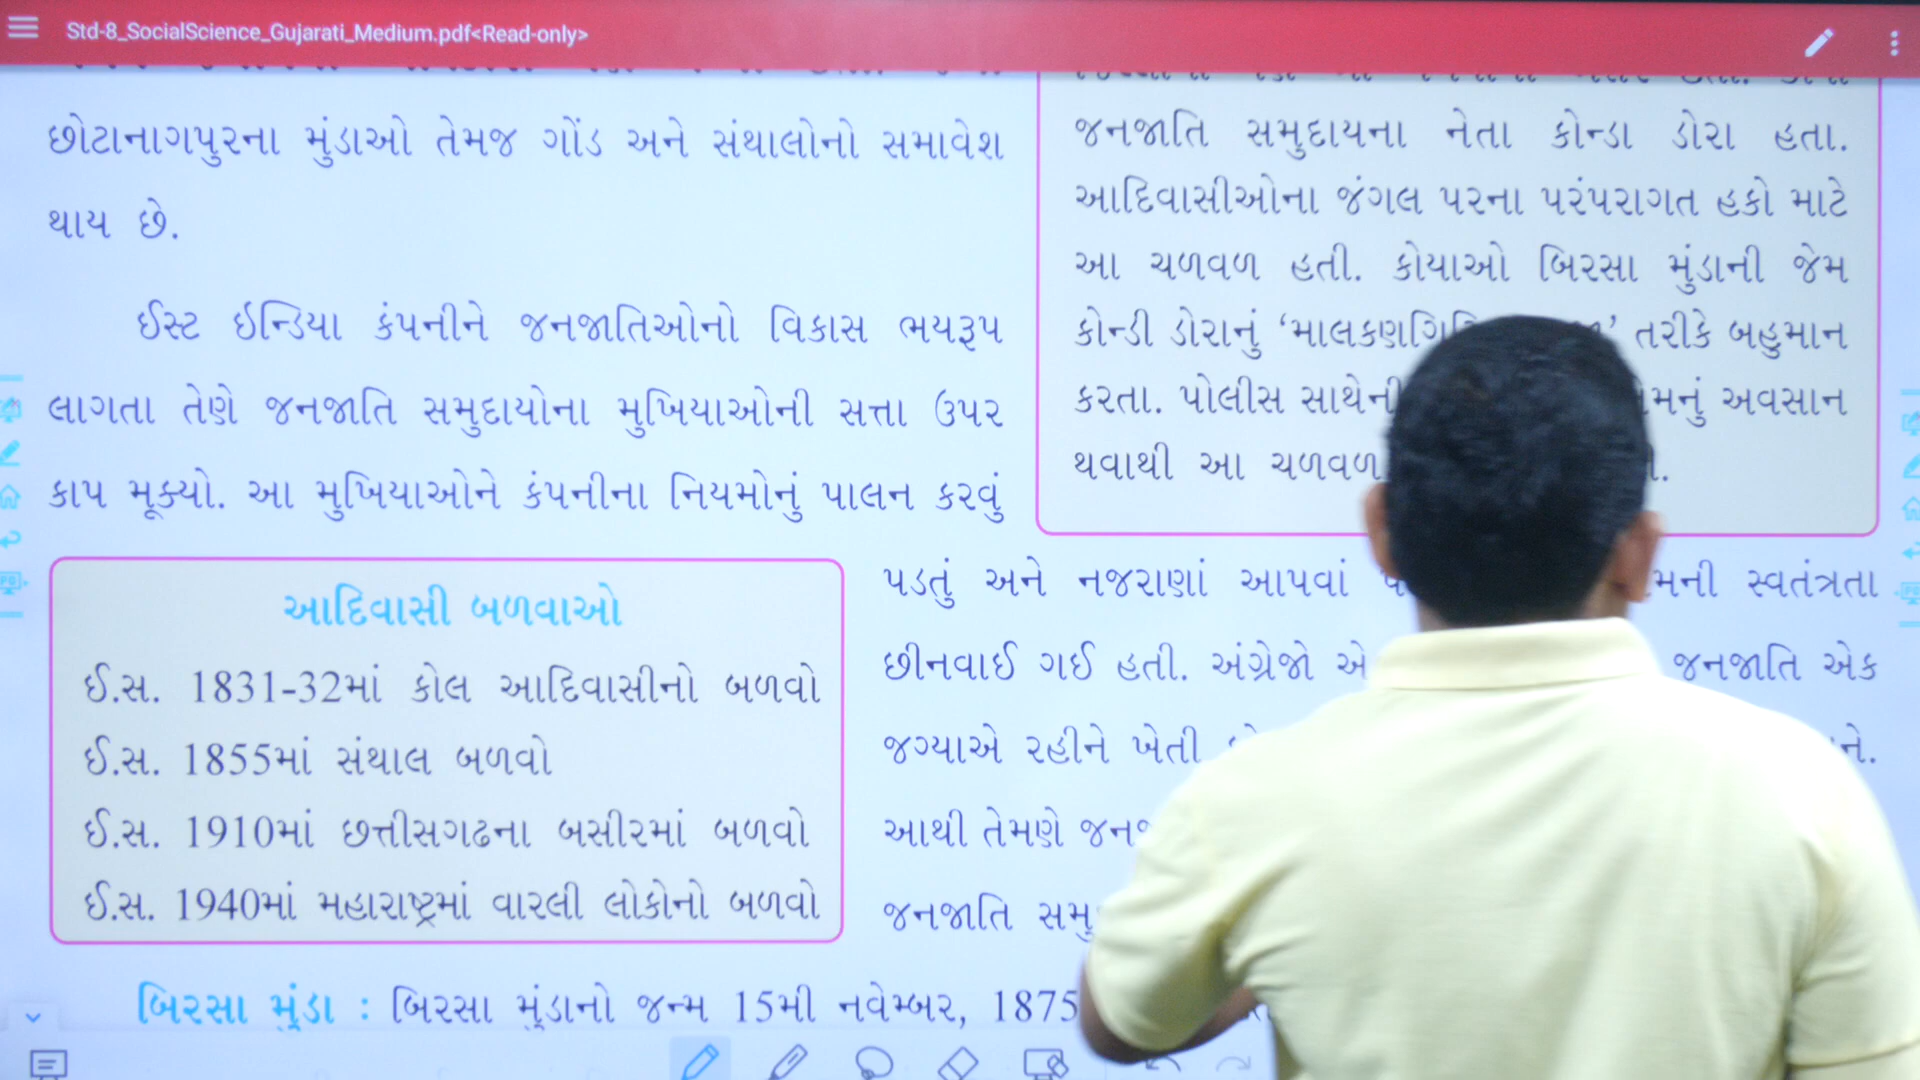 Std-8_SocialScience_Gujarati_Medium.pdf<Read-only>
છોટાનાગપુરના મુંડાઓ તેમજ ગોંડ અને સંથાલોનો સમાવેશ
થાય છે.
ઈસ્ટ ઇન્ડિયા કંપનીને જનજાતિઓનો વિકાસ ભયરૂપ
લાગતા તેણે જનજાતિ સમુદાયોના મુખિયાઓની સત્તા ઉપર
કાપ મૂક્યો. આ મુખિયાઓને કંપનીના નિયમોનું પાલન કરવું
જનજાતિ સમુદાયના નેતા કોન્ડા ડોરા હતા.
આદિવાસીઓના જંગલ પરના પરંપરાગત હકો માટે
આ ચળવળ હતી. કોયાઓ બિરસા મુંડાની જેમ
કોન્ડી ડોરાનું તરીકે બહુમાન
કરતા. પોલીસ સાથેની અવસાન
થવાથી આ ચળવળ
આદિવાસી બળવાઓ
ઈ.સ. 1831-32માં કોલ આદિવાસીનો બળવો
ઈ.સ. 1855માં સંથાલ બળવો
ઈ.સ. 1910માં છત્તીસગઢના બસીરમાં બળવો
ઈ.સ. 1940માં મહારાષ્ટ્રમાં વારલી લોકોનો બળવો
પડતું અને નજરાણાં આપવાં સ્વતંત્રતા
છીનવાઈ ગઈ હતી. અંગ્રેજો જનજાતિ એક
જગ્યાએ રહીને ખેતી
આથી તેમણે
જનજાતિ
બિરસા મુંડા : બિરસા મુંડાનો જન્મ 15મી નવેમ્બર, 1875